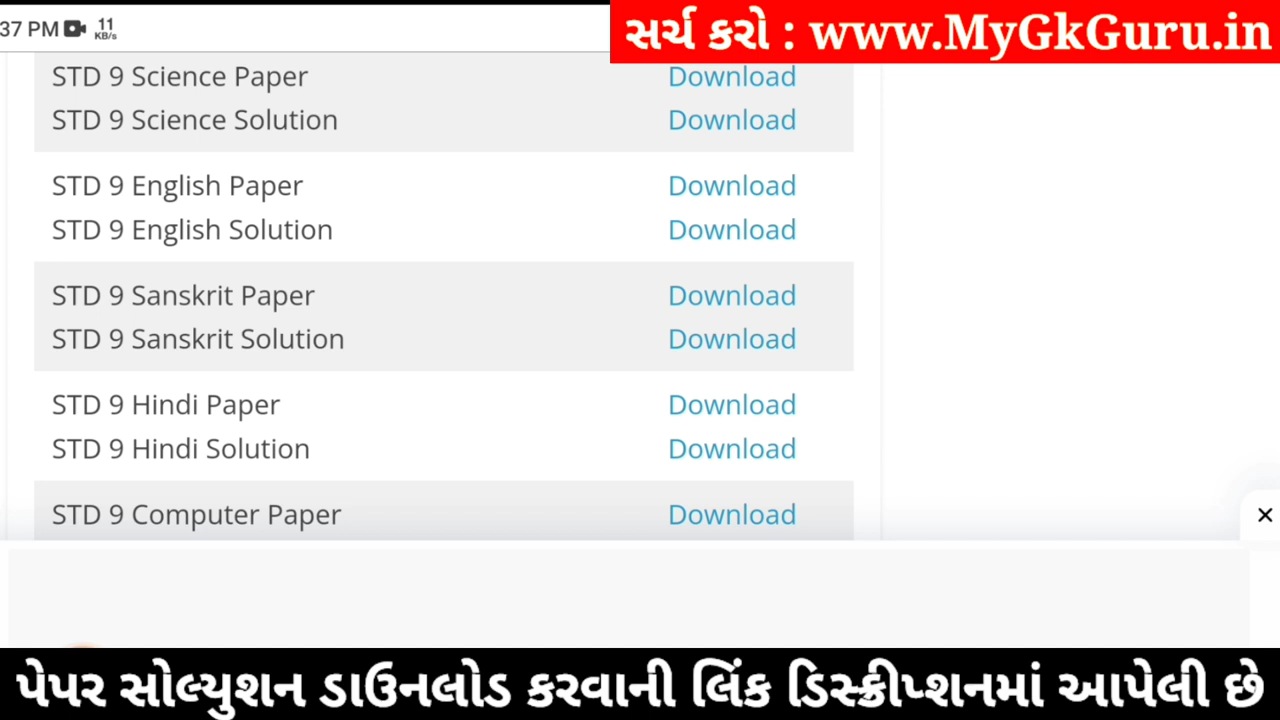 37 PM 11 KB/s
સર્ચ કરો : www.MyGkGuru.in
STD 9 Science Paper Download
STD 9 Science Solution Download
STD 9 English Paper Download
STD 9 English Solution Download
STD 9 Sanskrit Paper Download
STD 9 Sanskrit Solution Download
STD 9 Hindi Paper Download
STD 9 Hindi Solution Download
STD 9 Computer Paper Download
પેપર સોલ્યુશન ડાઉનલોડ કરવાની લિંક ડિસ્ક્રીપ્શનમાં આપેલી છે